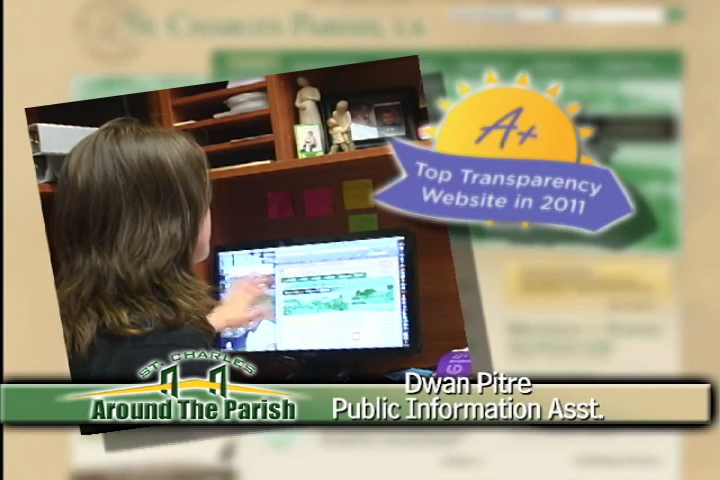 St. Charles Parish, LA
A+
Top Transparency
Website in 2011
ST. CHARLES
Around The Parish
Dwan Pitre
Public Information Asst.